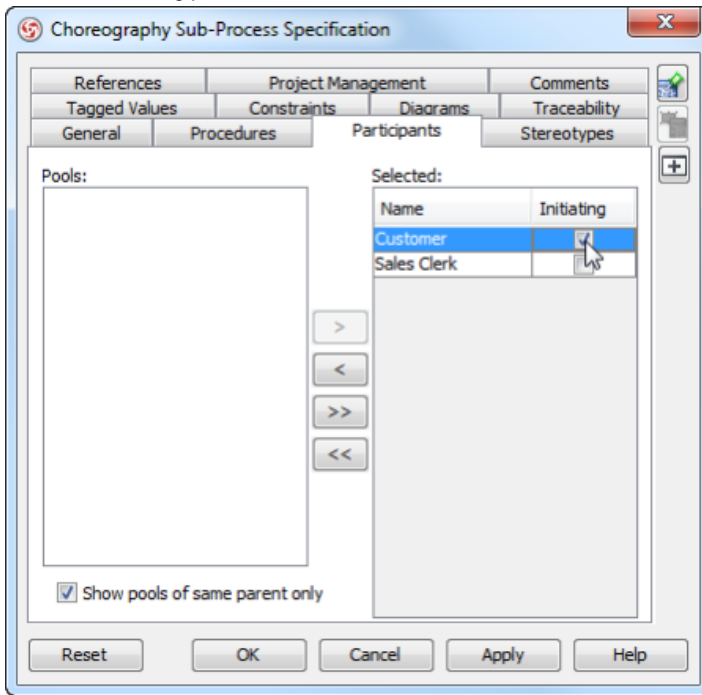 Choreography Sub-Process Specification
References Project Management Comments
Tagged Values Constraints Diagrams Traceability
General Procedures Participants Stereotypes
Pools: Selected:
Name Initiating
Customer
Sales Clerk
>
<
>>
<<
Show pools of same parent only
Reset OK Cancel Apply Help